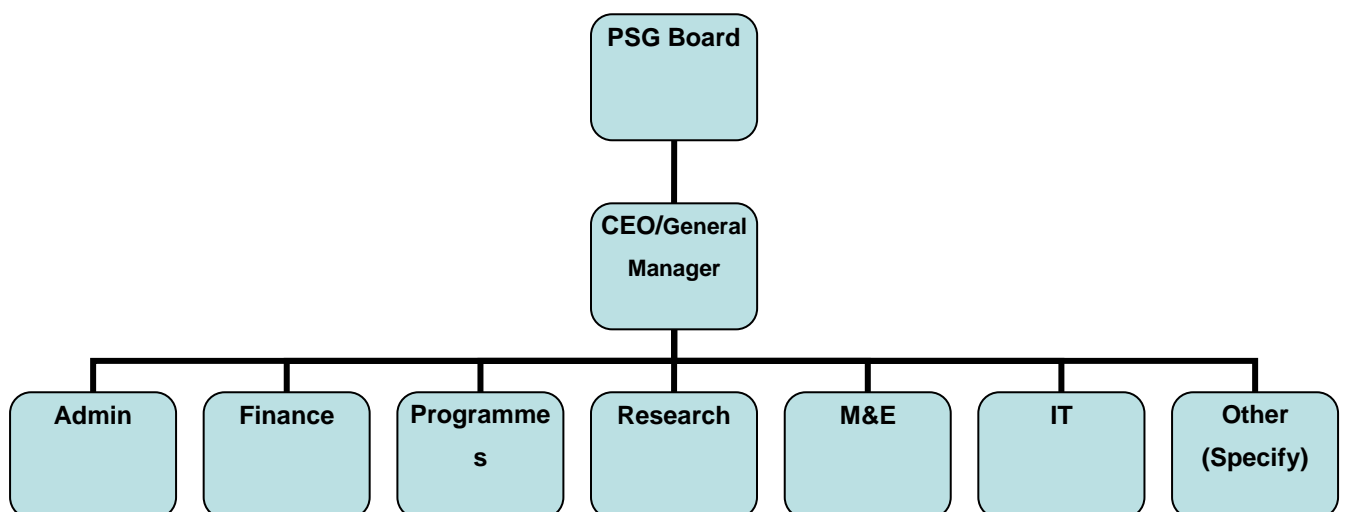 PSG Board
CEO/General
Manager
Admin
Finance
Programme
s
Research
M&E
IT
Other
(Specify)